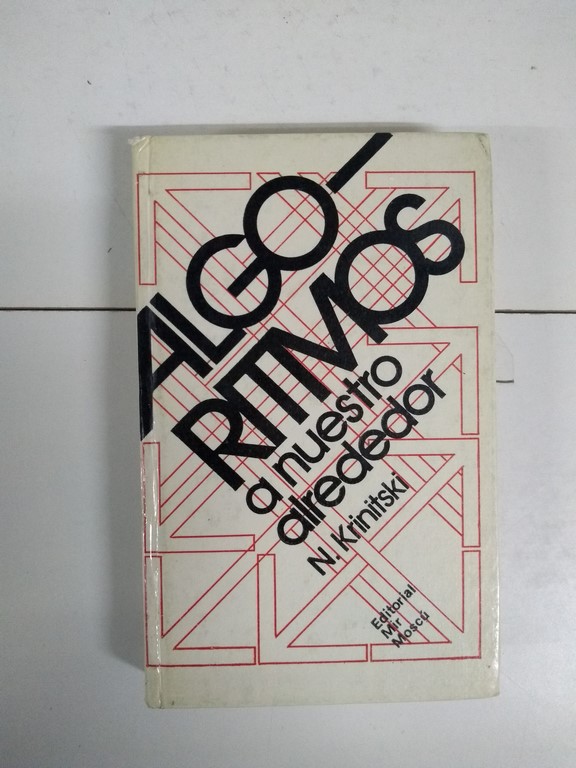 ALGO-
RITMOS
a nuestro
alrededor
N. Krinitski
Editorial
Mir
Moscú